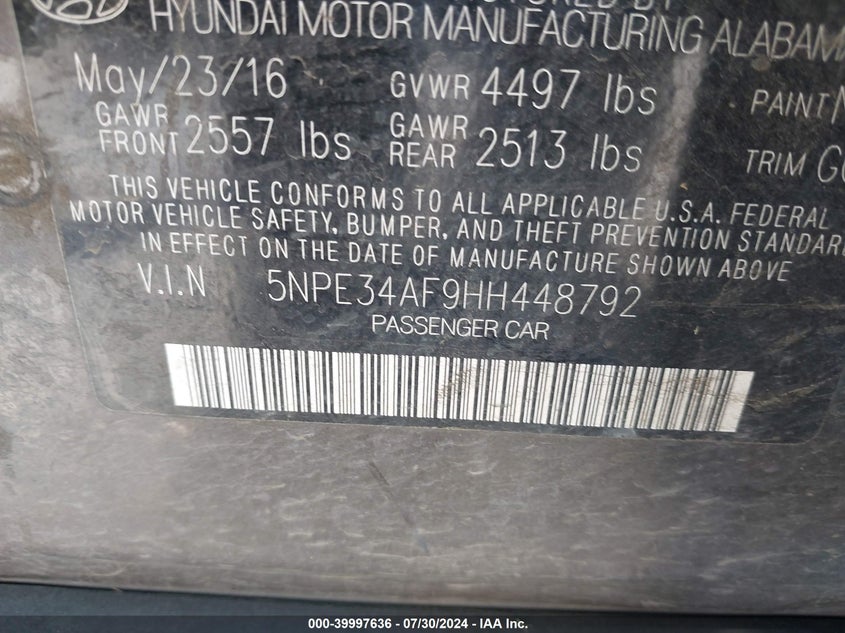 HYUNDAI MOTOR MANUFACTURING ALABAMA
May/23/16 GVWR 4497 lbs PAINT
GAWR FRONT 2557 lbs GAWR REAR 2513 lbs TRIM
THIS VEHICLE CONFORMS TO ALL APPLICABLE U.S.A. FEDERAL
MOTOR VEHICLE SAFETY, BUMPER, AND THEFT PREVENTION STANDAR
IN EFFECT ON THE DATE OF MANUFACTURE SHOWN ABOVE
V.I.N 5NPE34AF9HH448792
PASSENGER CAR
000-39997636 / 07/30/2024 - IAA Inc.